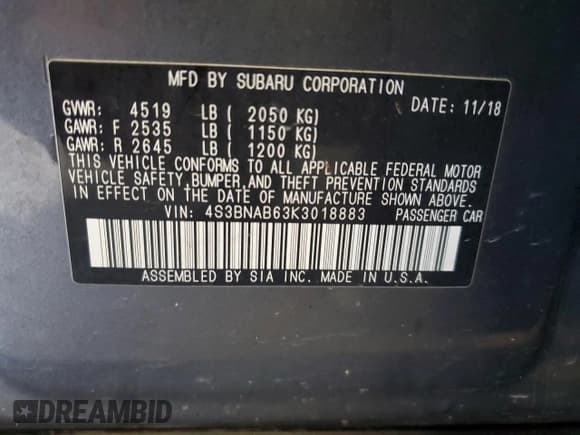 MFD BY SUBARU CORPORATION
GVWR: 4519 LB ( 2050 KG) DATE: 11/18
GAWR: F 2535 LB ( 1150 KG)
GAWR: R 2645 LB ( 1200 KG)
THIS VEHICLE CONFORMS TO ALL APPLICABLE FEDERAL MOTOR
VEHICLE SAFETY, BUMPER, AND THEFT PREVENTION STANDARDS
IN EFFECT ON THE DATE OF MANUFACTURE SHOWN ABOVE.
VIN: 4S3BNAB63K3018883 PASSENGER CAR
ASSEMBLED BY SIA INC. MADE IN U.S.A.
DREAMBID